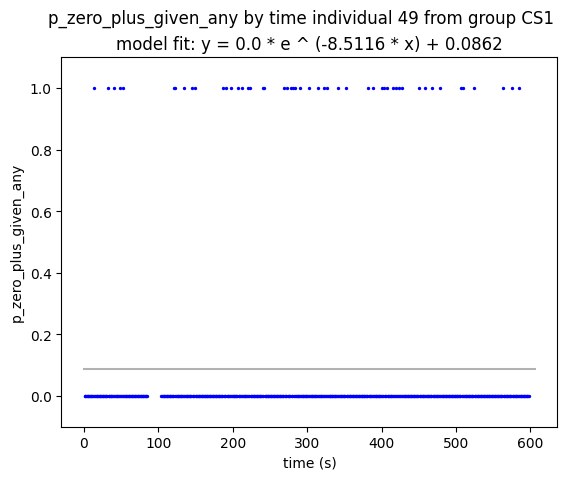 p_zero_plus_given_any by time individual 49 from group CS1
model fit: y = 0.0 * e ^ (-8.5116 * x) + 0.0862
1.0
0.8
0.6
0.4
0.2
0.0
p_zero_plus_given_any
0 100 200 300 400 500 600
time (s)